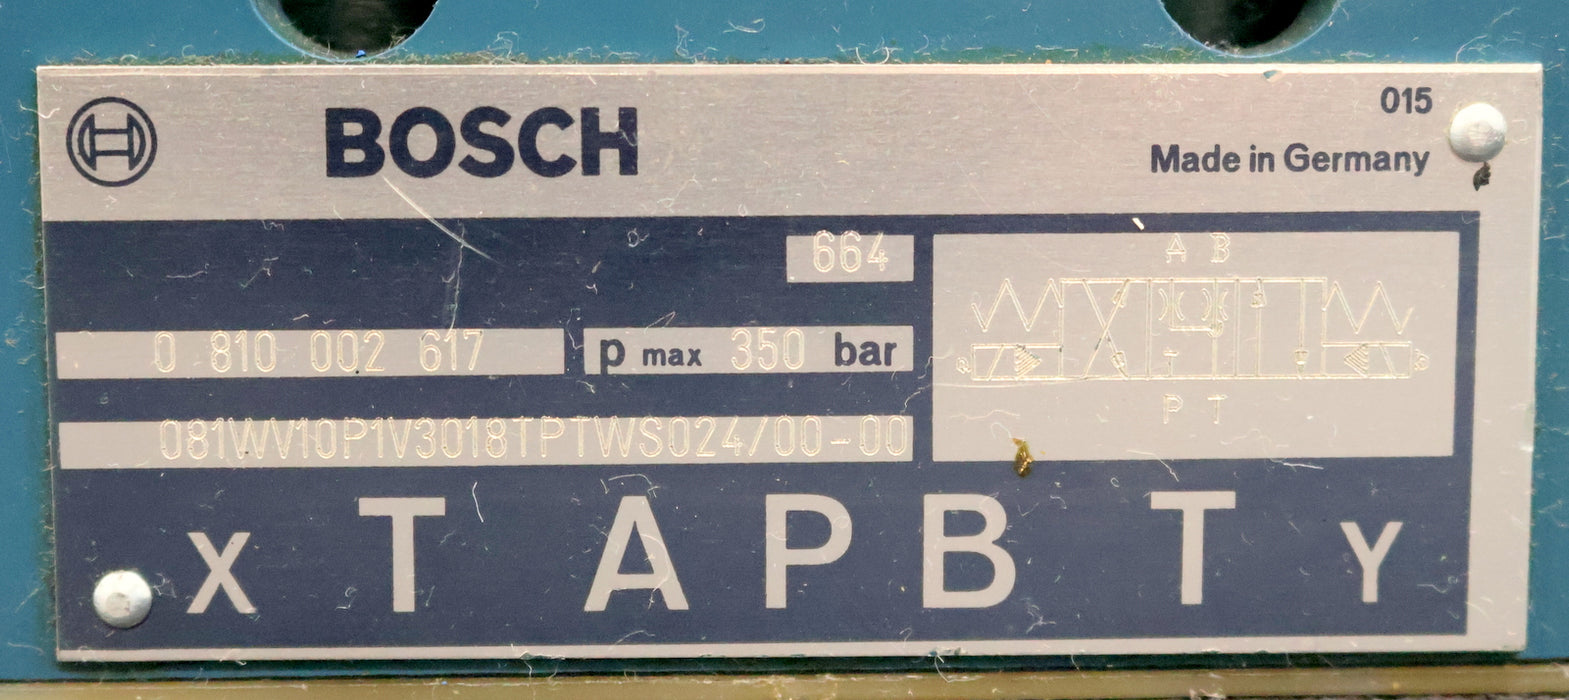 BOSCH
015
Made in Germany
664
0 810 002 617
p max 350 bar
081WV10P1V3018TPTWS024/00-00
A B
P T
X T A P B T Y